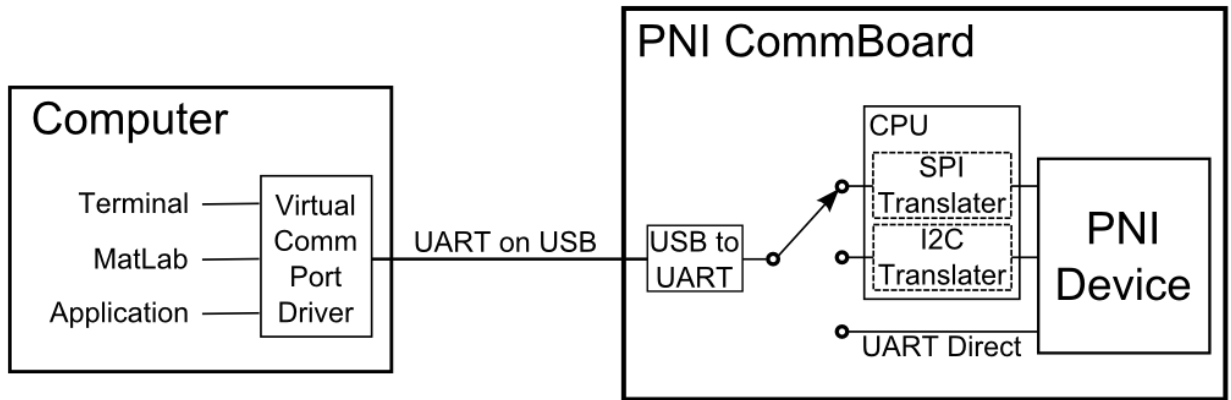 Computer
Terminal
MatLab
Application
Virtual
Comm
Port
Driver
UART on USB
PNI CommBoard
USB to
UART
CPU
SPI
Translater
I2C
Translater
UART Direct
PNI
Device